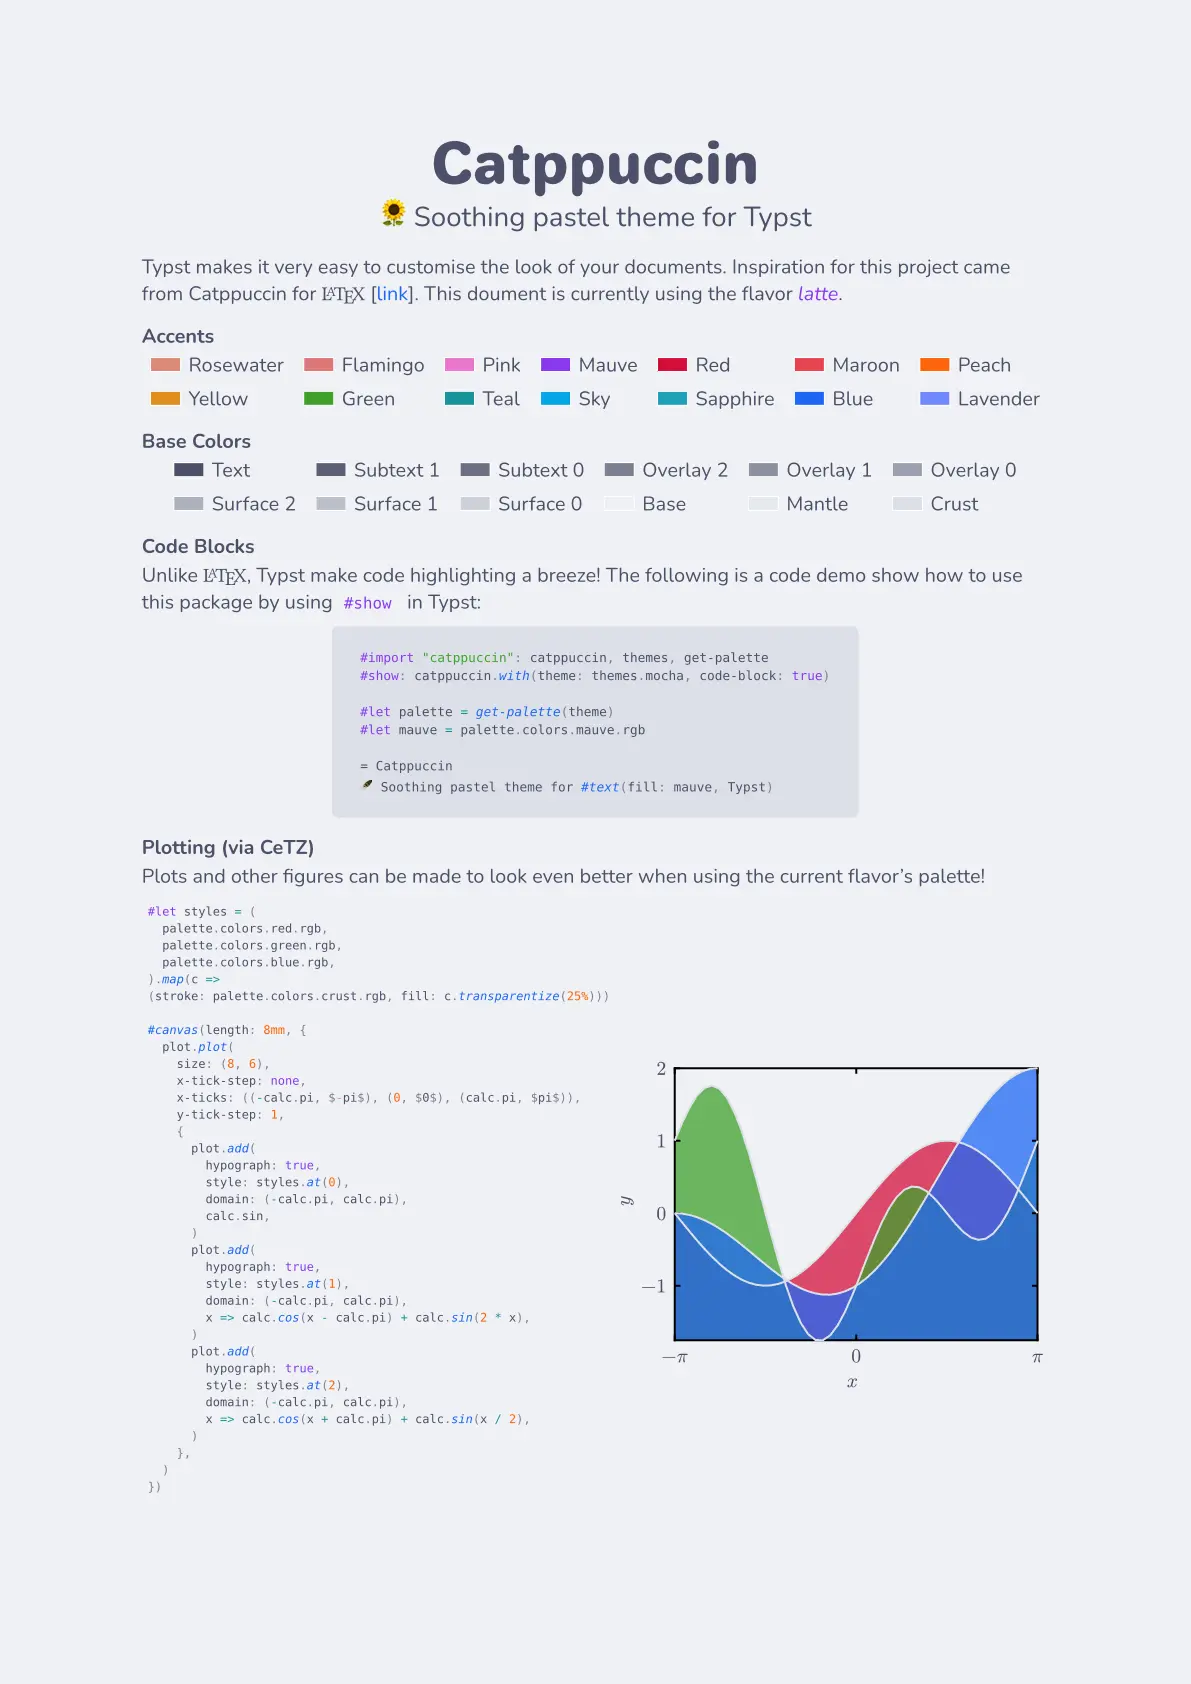 Catppuccin
🌻 Soothing pastel theme for Typst
Typst makes it very easy to customise the look of your documents. Inspiration for this project came
from Catppuccin for LATEX [link]. This doument is currently using the flavor latte.
Accents
Rosewater Flamingo Pink Mauve Red Maroon Peach
Yellow Green Teal Sky Sapphire Blue Lavender
Base Colors
Text Subtext 1 Subtext 0 Overlay 2 Overlay 1 Overlay 0
Surface 2 Surface 1 Surface 0 Base Mantle Crust
Code Blocks
Unlike LATEX, Typst make code highlighting a breeze! The following is a code demo show how to use
this package by using #show in Typst:
#import "catppuccin": catppuccin, themes, get-palette
#show: catppuccin.with(theme: themes.mocha, code-block: true)
#let palette = get-palette(theme)
#let mauve = palette.colors.mauve.rgb
= Catppuccin
🪶 Soothing pastel theme for #text(fill: mauve, Typst)
Plotting (via CeTZ)
Plots and other figures can be made to look even better when using the current flavor's palette!
#let styles = (
  palette.colors.red.rgb,
  palette.colors.green.rgb,
  palette.colors.blue.rgb,
).map(c =>
(stroke: palette.colors.crust.rgb, fill: c.transparentize(25%)))
#canvas(length: 8mm, {
  plot.plot(
    size: (8, 6),
    x-tick-step: none,
    x-ticks: ((-calc.pi, $-pi$), (0, $0$), (calc.pi, $pi$)),
    y-tick-step: 1,
    {
      plot.add(
        hypograph: true,
        style: styles.at(0),
        domain: (-calc.pi, calc.pi),
        calc.sin,
      )
      plot.add(
        hypograph: true,
        style: styles.at(1),
        domain: (-calc.pi, calc.pi),
        x => calc.cos(x - calc.pi) + calc.sin(2 * x),
      )
      plot.add(
        hypograph: true,
        style: styles.at(2),
        domain: (-calc.pi, calc.pi),
        x => calc.cos(x + calc.pi) + calc.sin(x / 2),
      )
    },
  )
})
2
1
0
−1
y
−π 0 π
x